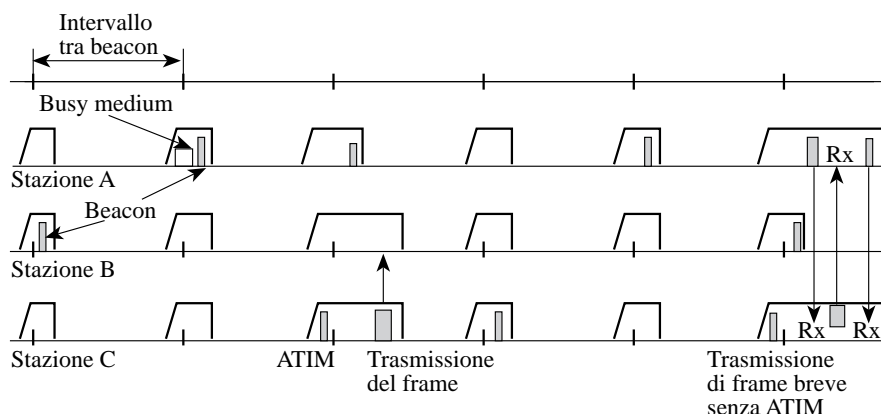 Intervallo
tra beacon
Busy medium
Rx
Stazione A
Beacon
Stazione B
Rx
Rx
Stazione C
ATIM
Trasmissione
del frame
Trasmissione
di frame breve
senza ATIM